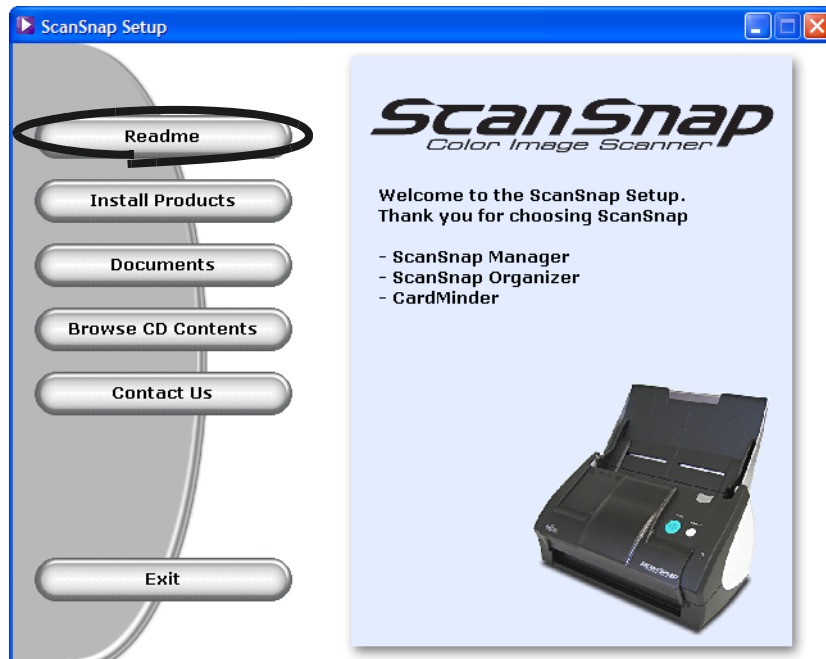 ScanSnap Setup
Readme
Install Products
Documents
Browse CD Contents
Contact Us
Exit
ScanSnap
Color Image Scanner
Welcome to the ScanSnap Setup.
Thank you for choosing ScanSnap
- ScanSnap Manager
- ScanSnap Organizer
- CardMinder
ScanSnap